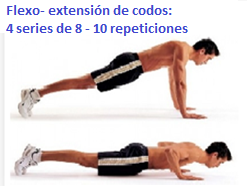 Flexo- extensión de codos:
4 series de 8 - 10 repeticiones